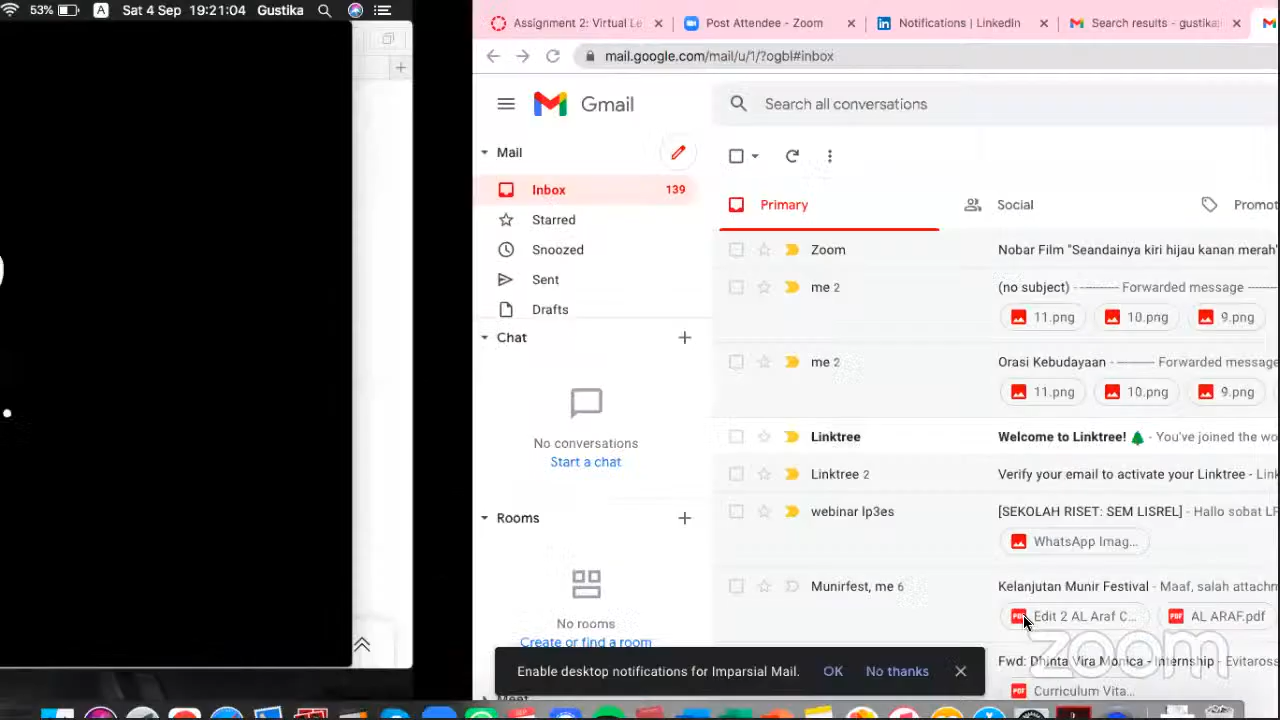 53% A Sat 4 Sep 19:21:04 Gustika
Assignment 2: Virtual Le
Post Attendee - Zoom
Notifications | LinkedIn
Search results - gustika
mail.google.com/mail/u/1/?ogbl#inbox
Gmail
Search all conversations
Mail
Inbox 139
Starred
Snoozed
Sent
Drafts
Chat
No conversations
Start a chat
Rooms
No rooms
Create or find a room
Primary
Social
Promot
Zoom Nobar Film "Seandainya kiri hijau kanan merah"
me 2 (no subject) - ---------- Forwarded message ----------
11.png 10.png 9.png
me 2 Orasi Kebudayaan - ---------- Forwarded message
11.png 10.png 9.png
Linktree Welcome to Linktree! 🌲 - You've joined the wo
Linktree 2 Verify your email to activate your Linktree - Link
webinar lp3es [SEKOLAH RISET: SEM LISREL] - Hallo sobat LP
WhatsApp Imag...
Munirfest, me 6 Kelanjutan Munir Festival - Maaf, salah attachm
Edit 2 AL Araf C... AL ARAF.pdf
Fwd: Dhinta Vira Monica - Internship -
Curriculum Vita...
Enable desktop notifications for Imparsial Mail. OK No thanks
zoom